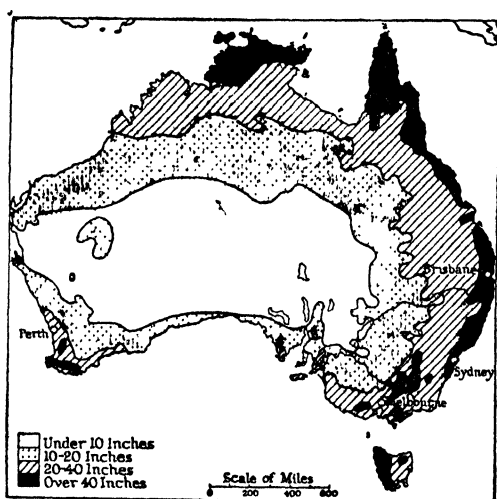 Brisbane
Perth
Sydney
Melbourne
Under 10 Inches
10-20 Inches
20-40 Inches
Over 40 Inches
Scale of Miles
0 200 400 600